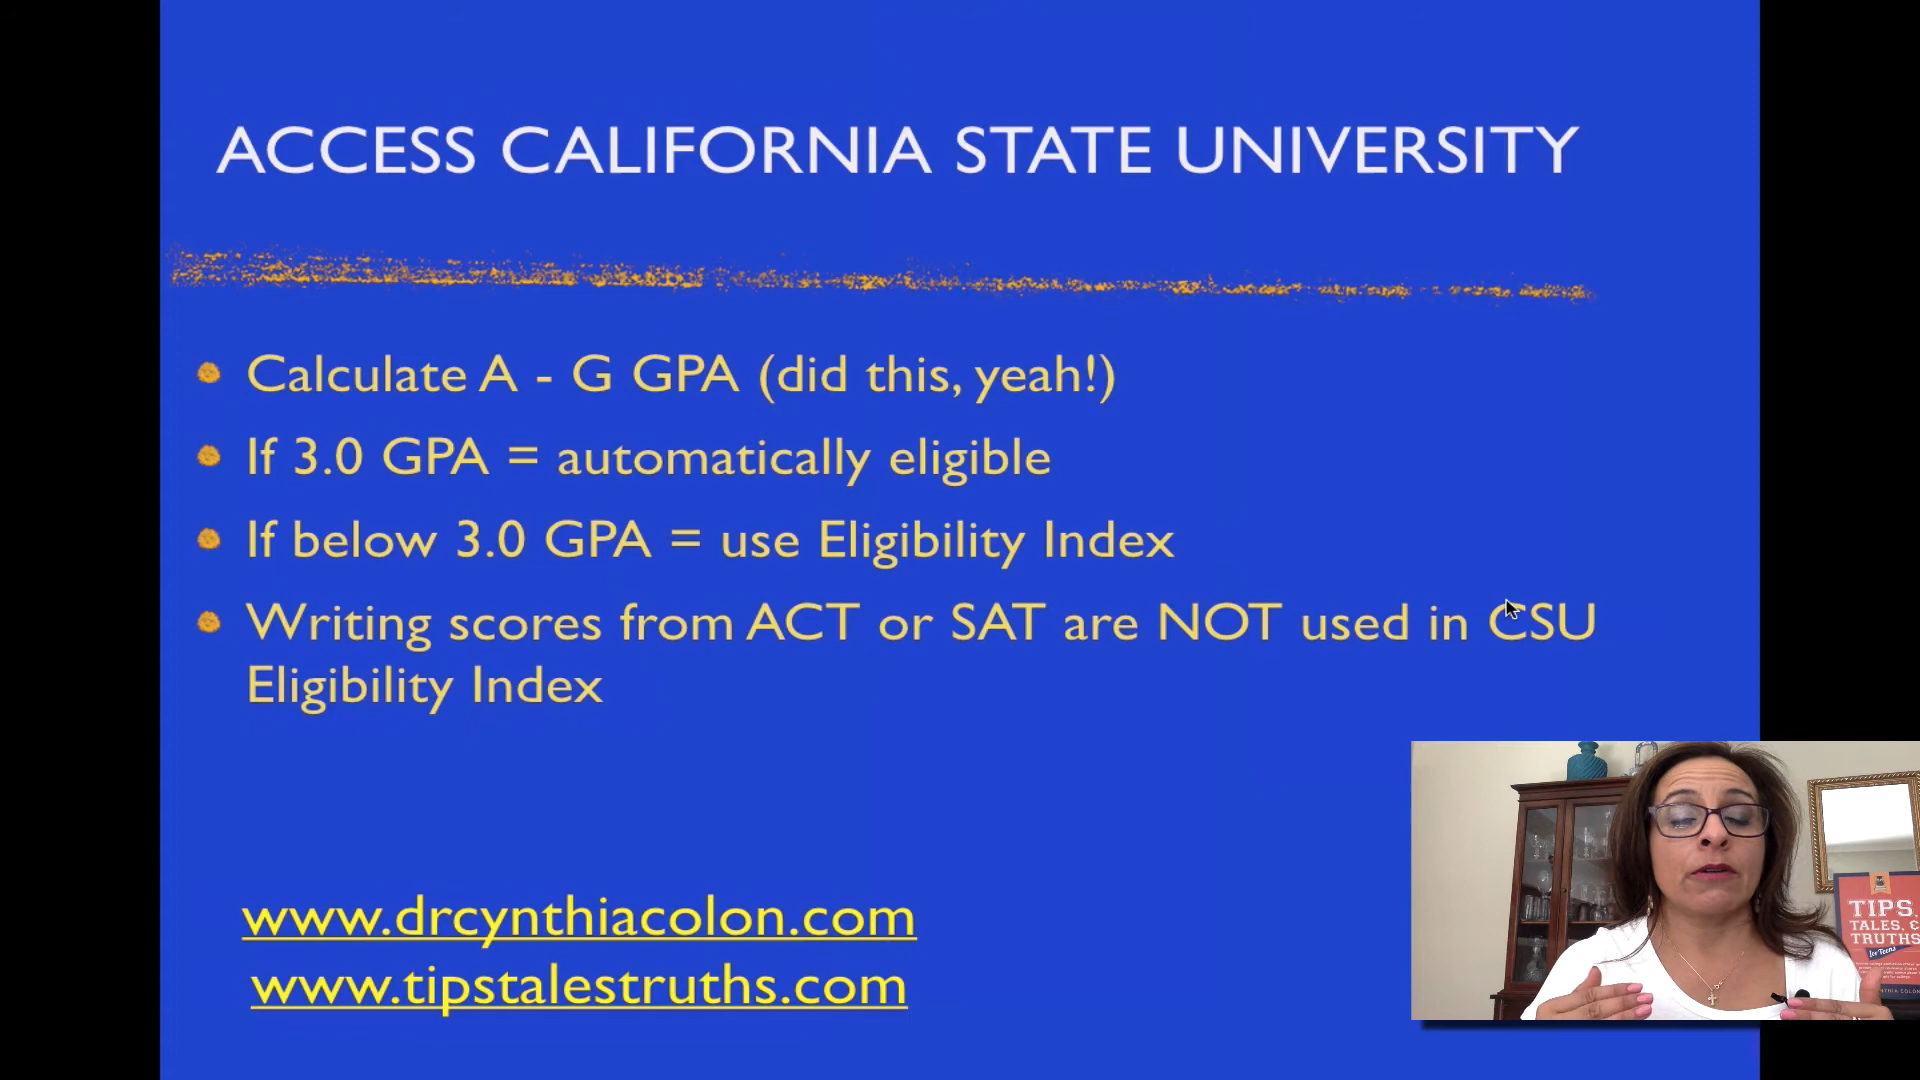 ACCESS CALIFORNIA STATE UNIVERSITY
Calculate A - G GPA (did this, yeah!)
If 3.0 GPA = automatically eligible
If below 3.0 GPA = use Eligibility Index
Writing scores from ACT or SAT are NOT used in CSU
Eligibility Index
www.drcynthiacolon.com
www.tipstalestruths.com
TIPS,
TALES, &
TRUTHS
for Teens